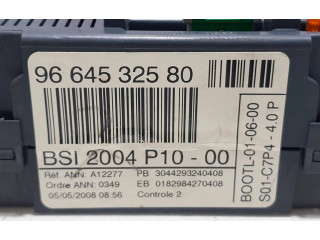 96 645 325 80
BSI 2004 P10 - 00
Réf. ANN: A12277 PB 3044293240408
Ordre ANN: 0349 EB 0182984270408
05/05/2008 08:56 Controle 2
BOOTL-01-06-00
S01-C7P4 - 4.0 P